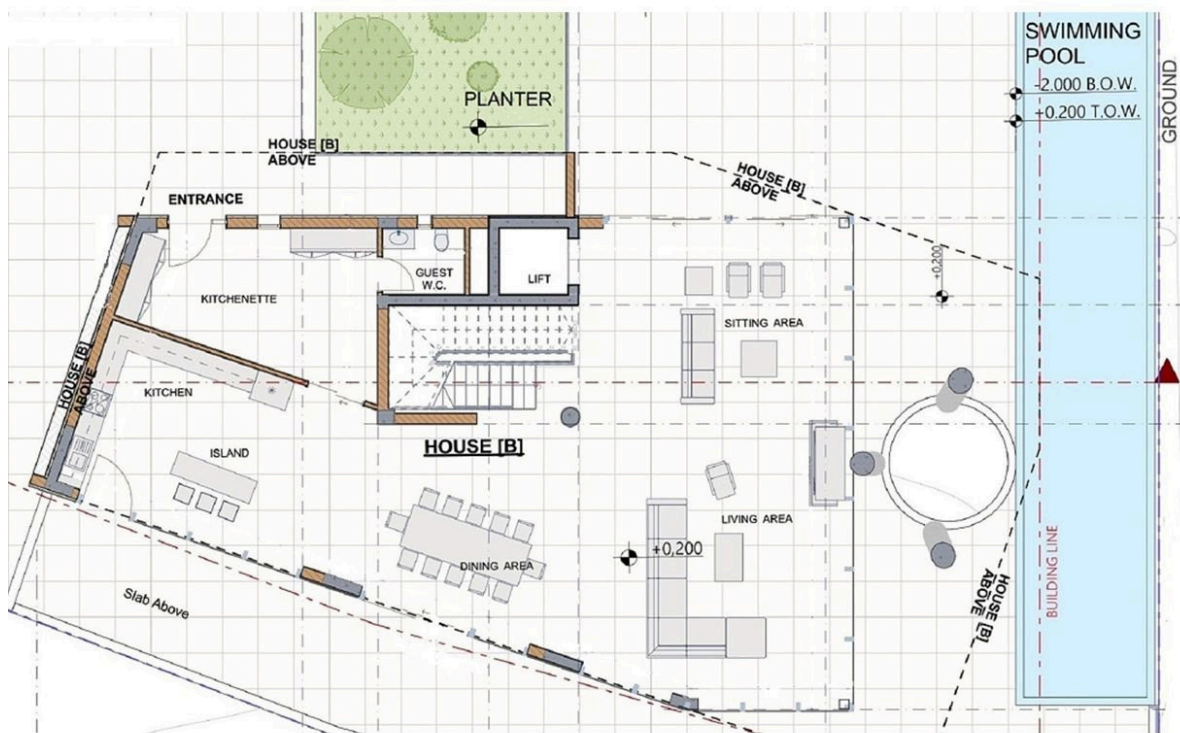 SWIMMING
POOL
-2.000 B.O.W.
+0.200 T.O.W.
GROUND
PLANTER
HOUSE [B]
ABOVE
HOUSE [B]
ABOVE
ENTRANCE
+0,200
KITCHENETTE
GUEST
W.C.
LIFT
SITTING AREA
HOUSE [B]
ABOVE
KITCHEN
HOUSE [B]
ISLAND
LIVING AREA
+0,200
DINING AREA
Slab Above
HOUSE [B]
ABOVE
BUILDING LINE